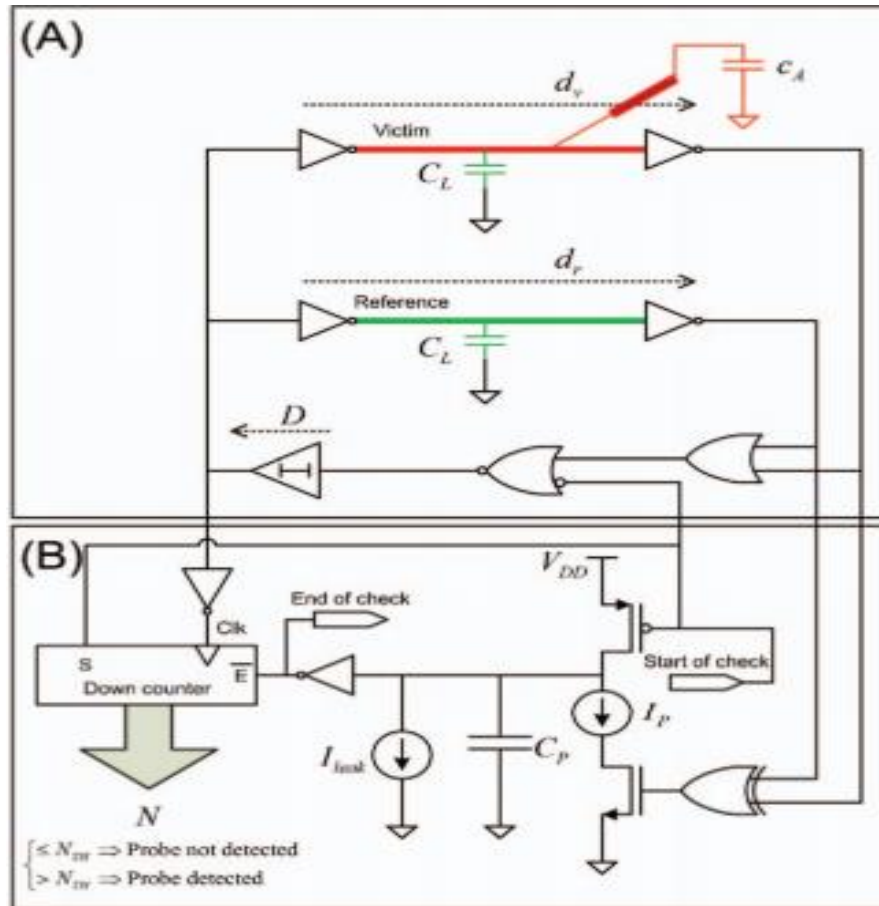 (A)
d_v
c_A
Victim
C_L
d_r
Reference
C_L
D
(B)
V_DD
End of check
Clk
S
E
Start of check
Down counter
I_P
I_leak
C_P
N
≤ N_TH ⇒ Probe not detected
> N_TH ⇒ Probe detected